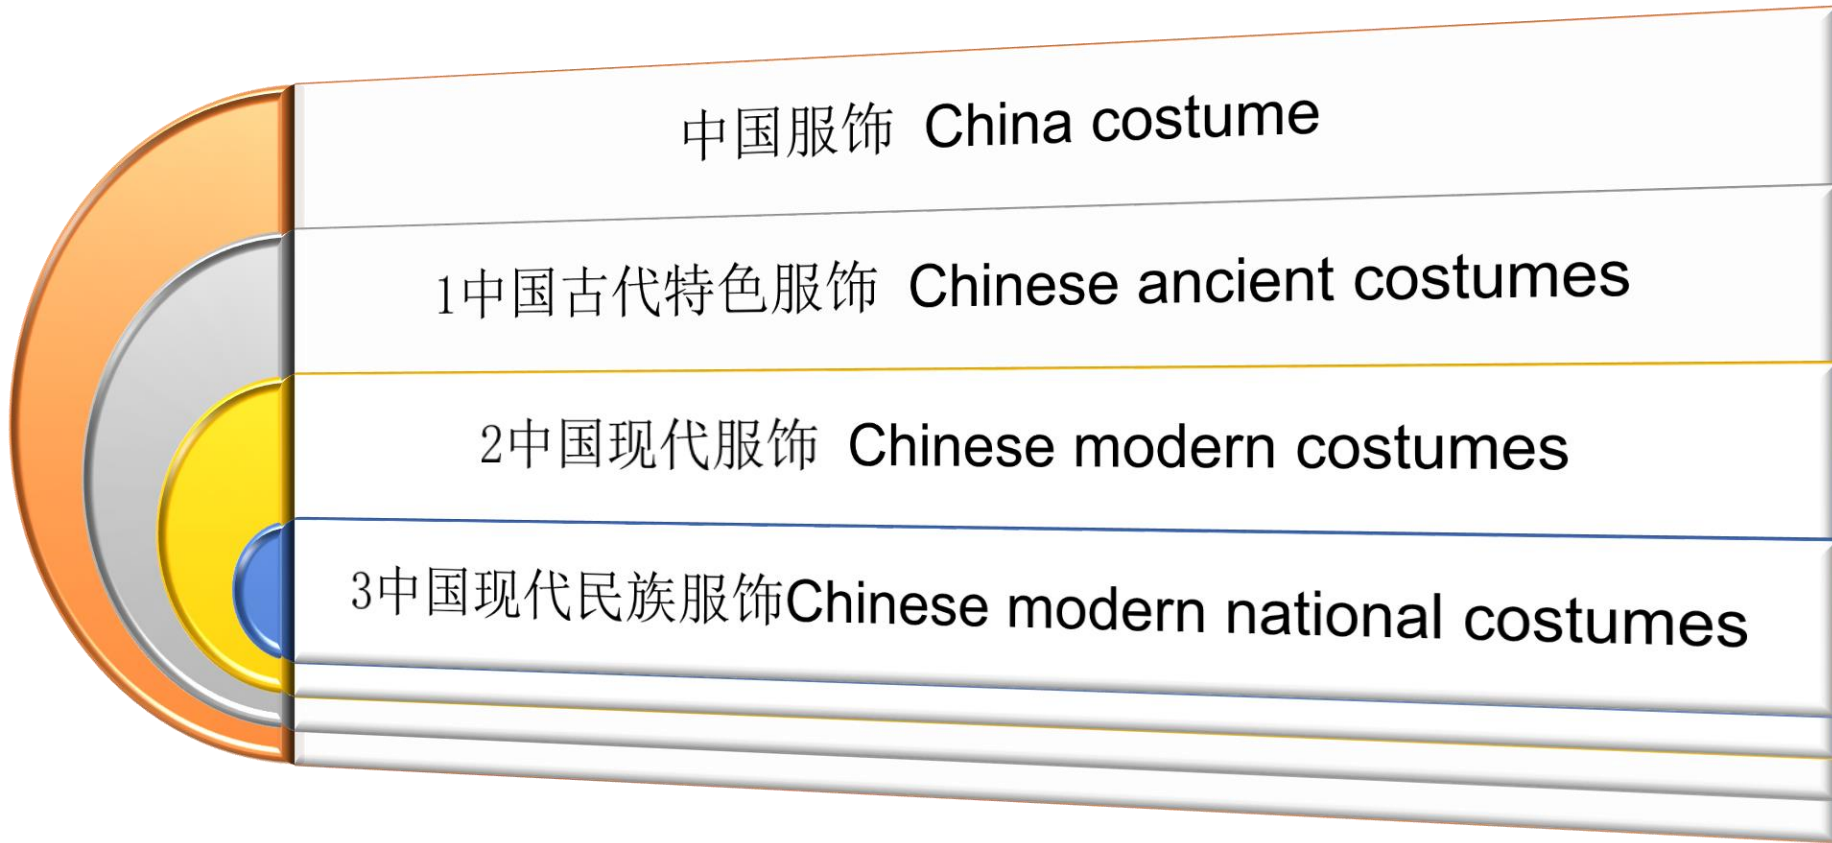 中国服饰 China costume
1中国古代特色服饰 Chinese ancient costumes
2中国现代服饰 Chinese modern costumes
3中国现代民族服饰Chinese modern national costumes